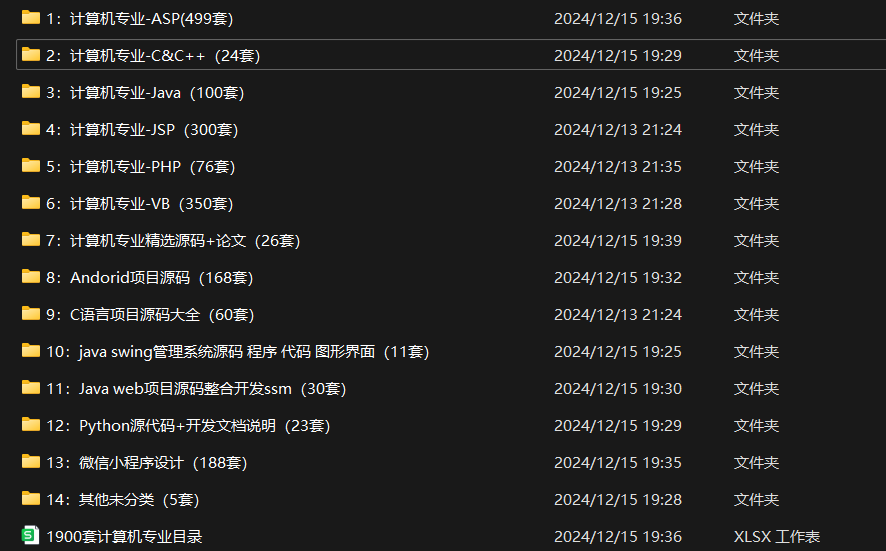 1：计算机专业-ASP(499套) 2024/12/15 19:36 文件夹
2：计算机专业-C&C++（24套） 2024/12/15 19:29 文件夹
3：计算机专业-Java（100套） 2024/12/15 19:25 文件夹
4：计算机专业-JSP（300套） 2024/12/13 21:24 文件夹
5：计算机专业-PHP（76套） 2024/12/13 21:35 文件夹
6：计算机专业-VB（350套） 2024/12/13 21:28 文件夹
7：计算机专业精选源码+论文（26套） 2024/12/15 19:39 文件夹
8：Andorid项目源码（168套） 2024/12/15 19:32 文件夹
9：C语言项目源码大全（60套） 2024/12/13 21:24 文件夹
10：java swing管理系统源码 程序 代码 图形界面（11套） 2024/12/15 19:25 文件夹
11：Java web项目源码整合开发ssm（30套） 2024/12/15 19:30 文件夹
12：Python源代码+开发文档说明（23套） 2024/12/15 19:29 文件夹
13：微信小程序设计（188套） 2024/12/15 19:35 文件夹
14：其他未分类（5套） 2024/12/15 19:28 文件夹
1900套计算机专业目录 2024/12/15 19:36 XLSX 工作表